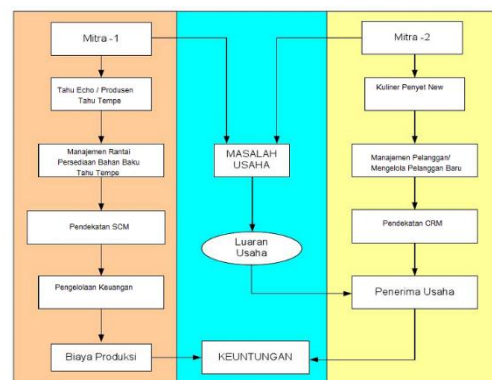 Mitra -1
Tahu Echo / Produsen
Tahu Tempe
Manajemen Rantai
Persediaan Bahan Baku
Tahu Tempe
Pendekatan SCM
Pengelolaan Keuangan
Biaya Produksi
MASALAH
USAHA
Luaran
Usaha
KEUNTUNGAN
Mitra -2
Kuliner Penyet New
Manajemen Pelanggan/
Mengelola Pelanggan Baru
Pendekatan CRM
Penerima Usaha